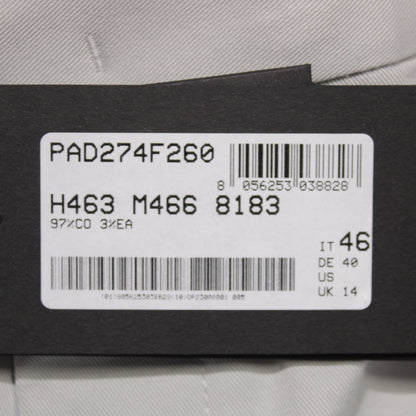 PAD274F260
8 056253 038828
H463 M466 8183
97%CO 3%EA
IT 46
DE 40
US
UK 14